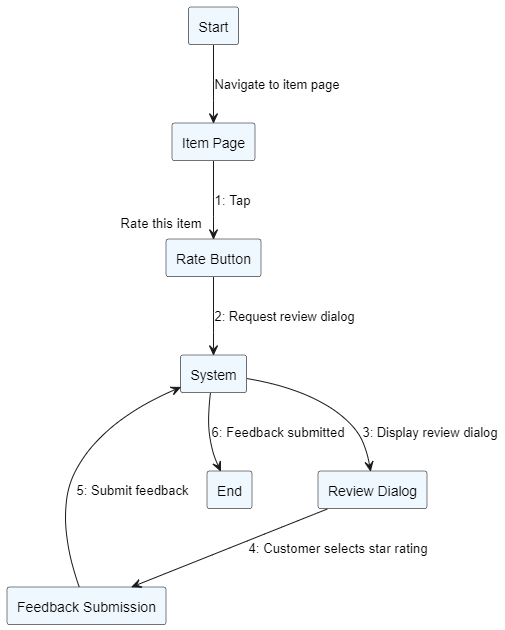 Start
Navigate to item page
Item Page
1: Tap
Rate this item
Rate Button
2: Request review dialog
System
6: Feedback submitted
3: Display review dialog
End
Review Dialog
5: Submit feedback
4: Customer selects star rating
Feedback Submission